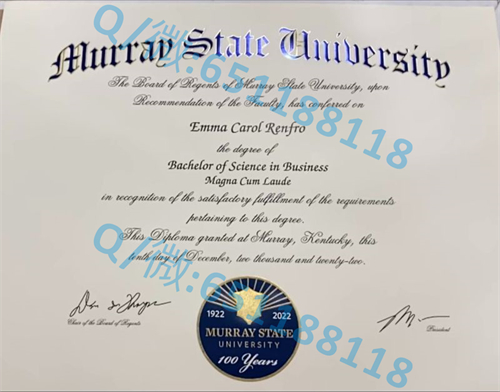 Murray State University
The Board of Regents of Murray State University, upon
Recommendation of the Faculty, has conferred on
Emma Carol Renfro
the degree of
Bachelor of Science in Business
Magna Cum Laude
in recognition of the satisfactory fulfillment of the requirements
pertaining to this degree.
This Diploma granted at Murray, Kentucky, this
tenth day of December, two thousand and twenty-two.
1922 2022
MURRAY STATE
UNIVERSITY
100 Years
Chair of the Board of Regents
President
Q/微:651188118
Q/微:651188118